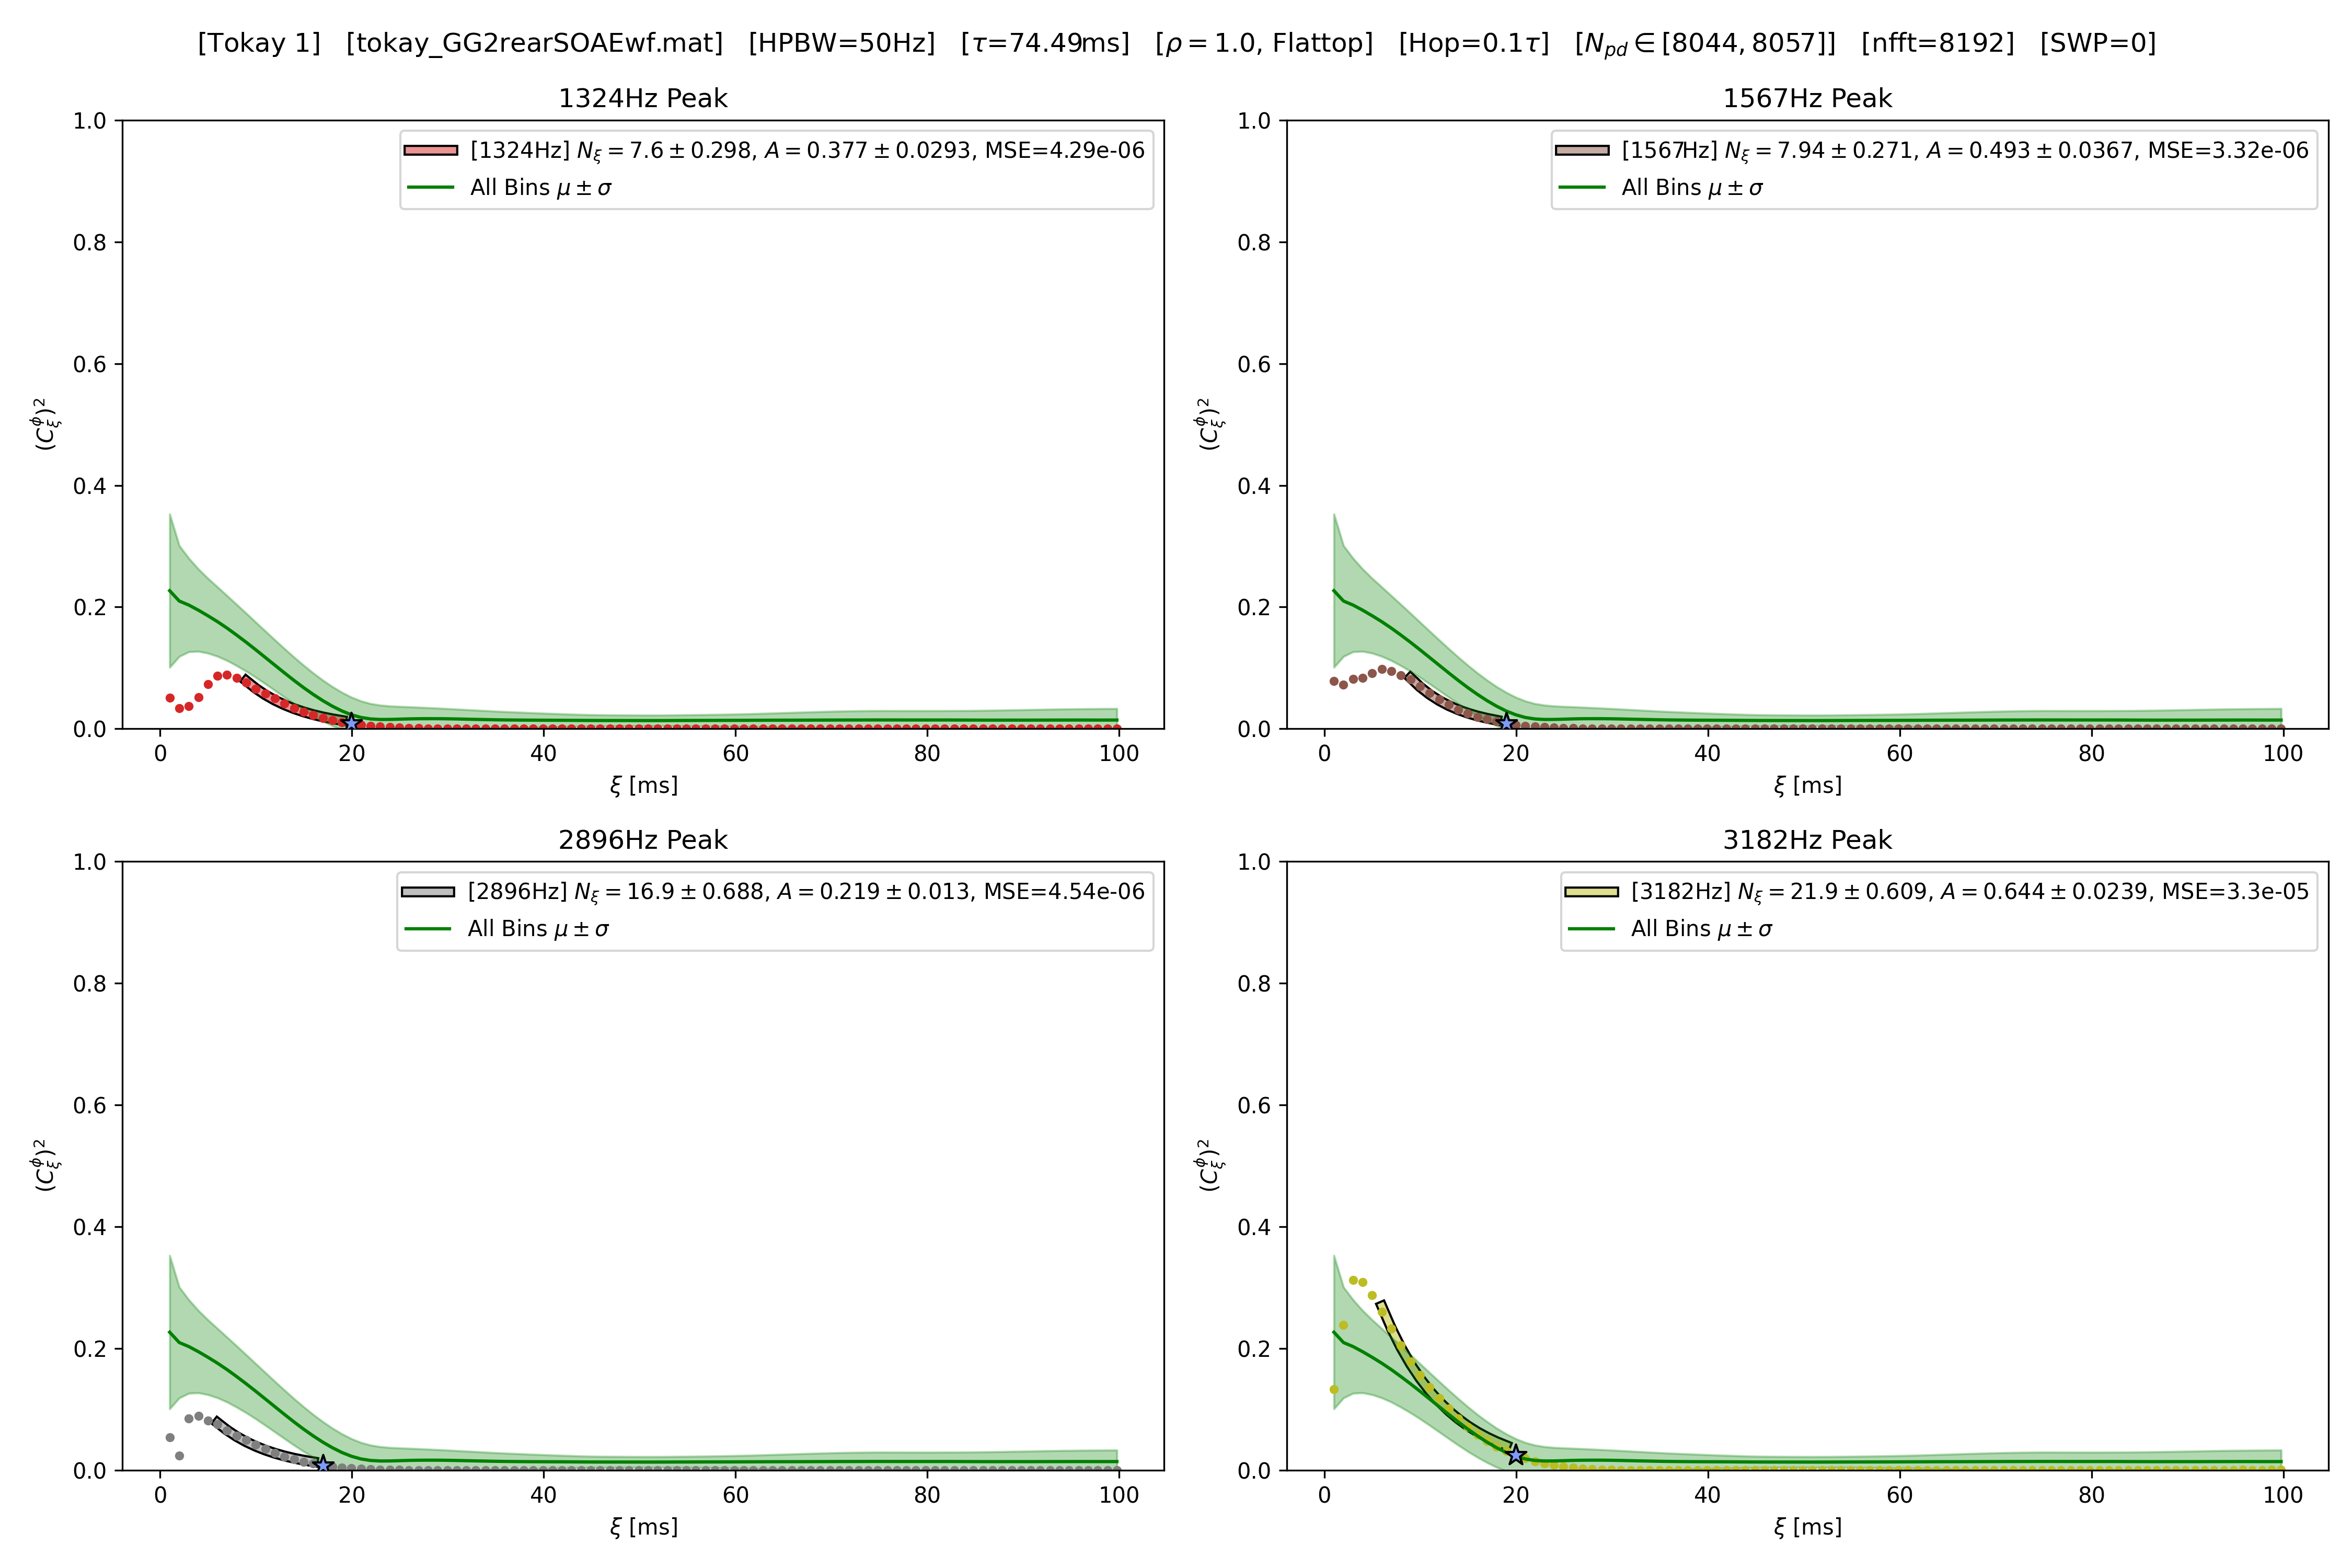 [Tokay 1] [tokay_GG2rearSOAEwf.mat] [HPBW=50Hz] [τ=74.49ms] [ρ = 1.0, Flattop] [Hop=0.1τ] [N_pd ∈ [8044, 8057]] [nfft=8192] [SWP=0]
1324Hz Peak
[1324Hz] N_ξ = 7.6 ± 0.298, A = 0.377 ± 0.0293, MSE=4.29e-06
All Bins μ ± σ
1.0
0.8
0.6
0.4
0.2
0.0
(C_ξ^ϕ)²
0 20 40 60 80 100
ξ [ms]
1567Hz Peak
[1567Hz] N_ξ = 7.94 ± 0.271, A = 0.493 ± 0.0367, MSE=3.32e-06
All Bins μ ± σ
1.0
0.8
0.6
0.4
0.2
0.0
(C_ξ^ϕ)²
0 20 40 60 80 100
ξ [ms]
2896Hz Peak
[2896Hz] N_ξ = 16.9 ± 0.688, A = 0.219 ± 0.013, MSE=4.54e-06
All Bins μ ± σ
1.0
0.8
0.6
0.4
0.2
0.0
(C_ξ^ϕ)²
0 20 40 60 80 100
ξ [ms]
3182Hz Peak
[3182Hz] N_ξ = 21.9 ± 0.609, A = 0.644 ± 0.0239, MSE=3.3e-05
All Bins μ ± σ
1.0
0.8
0.6
0.4
0.2
0.0
(C_ξ^ϕ)²
0 20 40 60 80 100
ξ [ms]